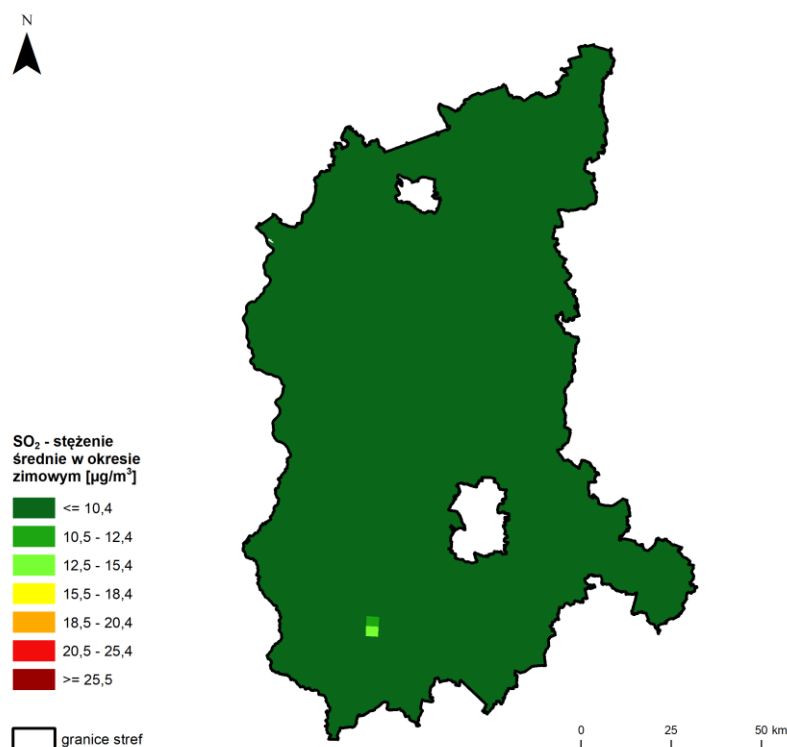 N
SO₂ - stężenie
średnie w okresie
zimowym [µg/m³]
<= 10,4
10,5 - 12,4
12,5 - 15,4
15,5 - 18,4
18,5 - 20,4
20,5 - 25,4
>= 25,5
granice stref
0 25 50 km